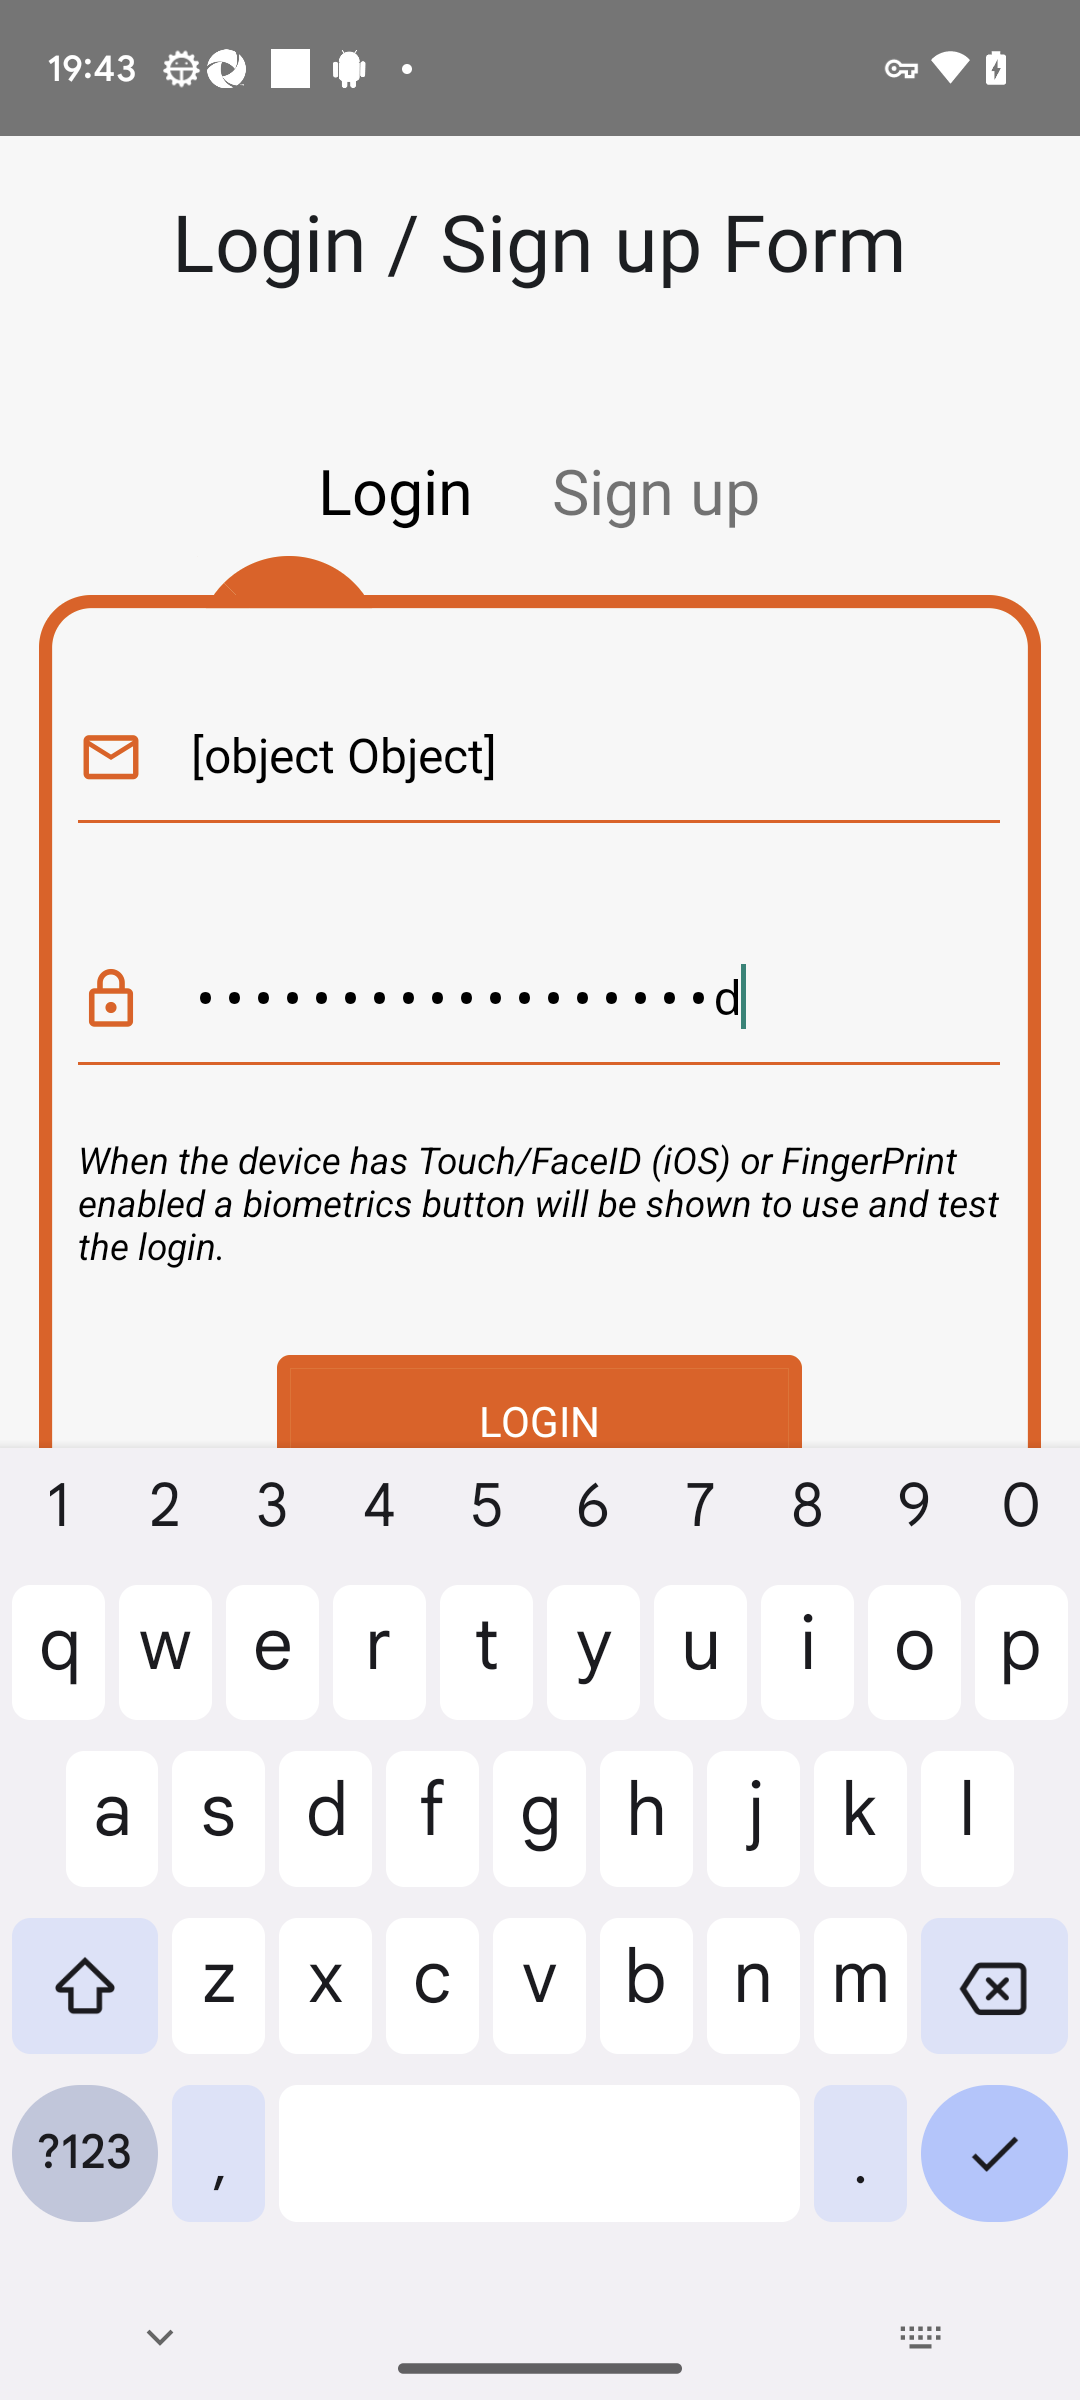 19:43
Login / Sign up Form
Login Sign up
[object Object]
••••••••••••••••••d
When the device has Touch/FaceID (iOS) or FingerPrint
enabled a biometrics button will be shown to use and test
the login.
LOGIN
1 2 3 4 5 6 7 8 9 0
q w e r t y u i o p
a s d f g h j k l
z x c v b n m
?123 , .